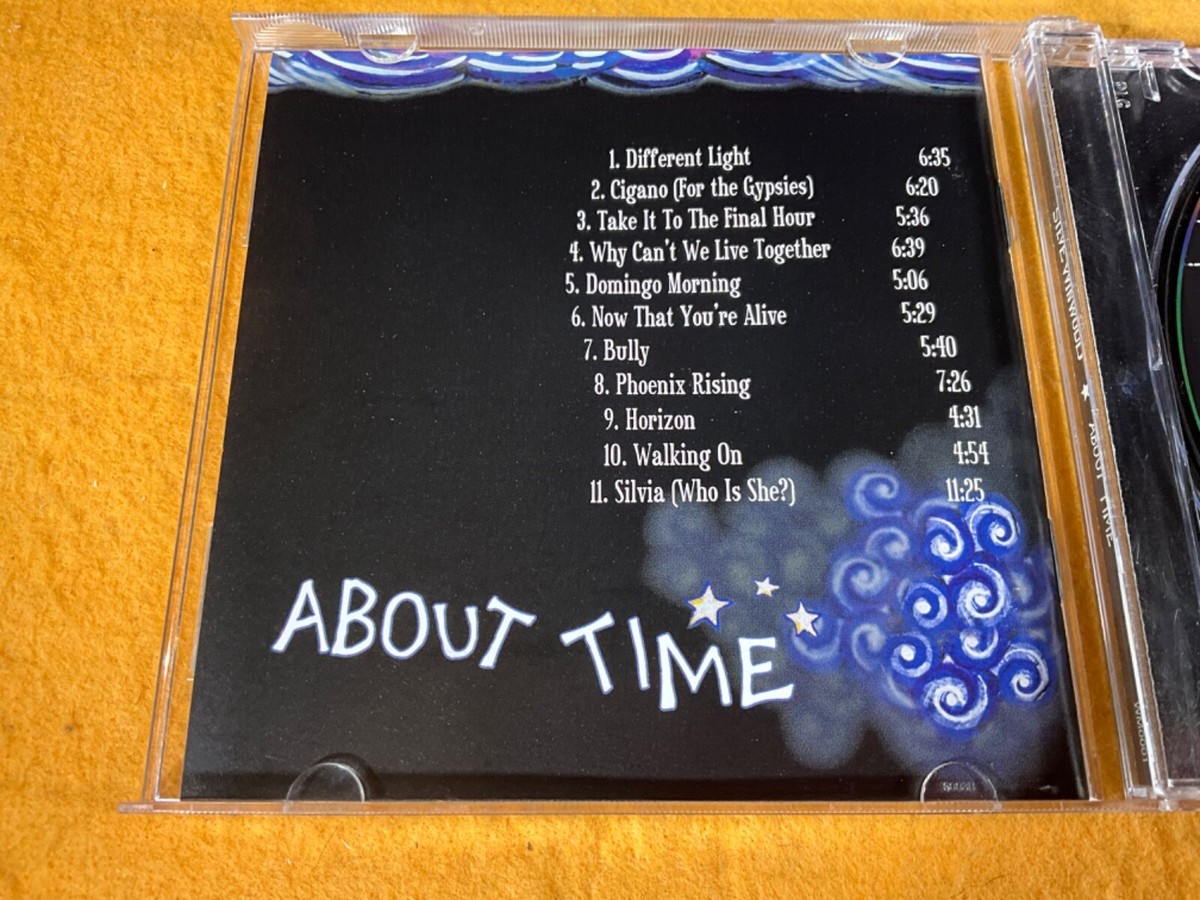 1. Different Light 6:35
2. Cigano (For the Gypsies) 6:20
3. Take It To The Final Hour 5:36
4. Why Can't We Live Together 6:39
5. Domingo Morning 5:06
6. Now That You're Alive 5:29
7. Bully 5:40
8. Phoenix Rising 7:26
9. Horizon 4:31
10. Walking On 4:54
11. Silvia (Who Is She?) 11:25
ABOUT TIME
ABOUT TIME